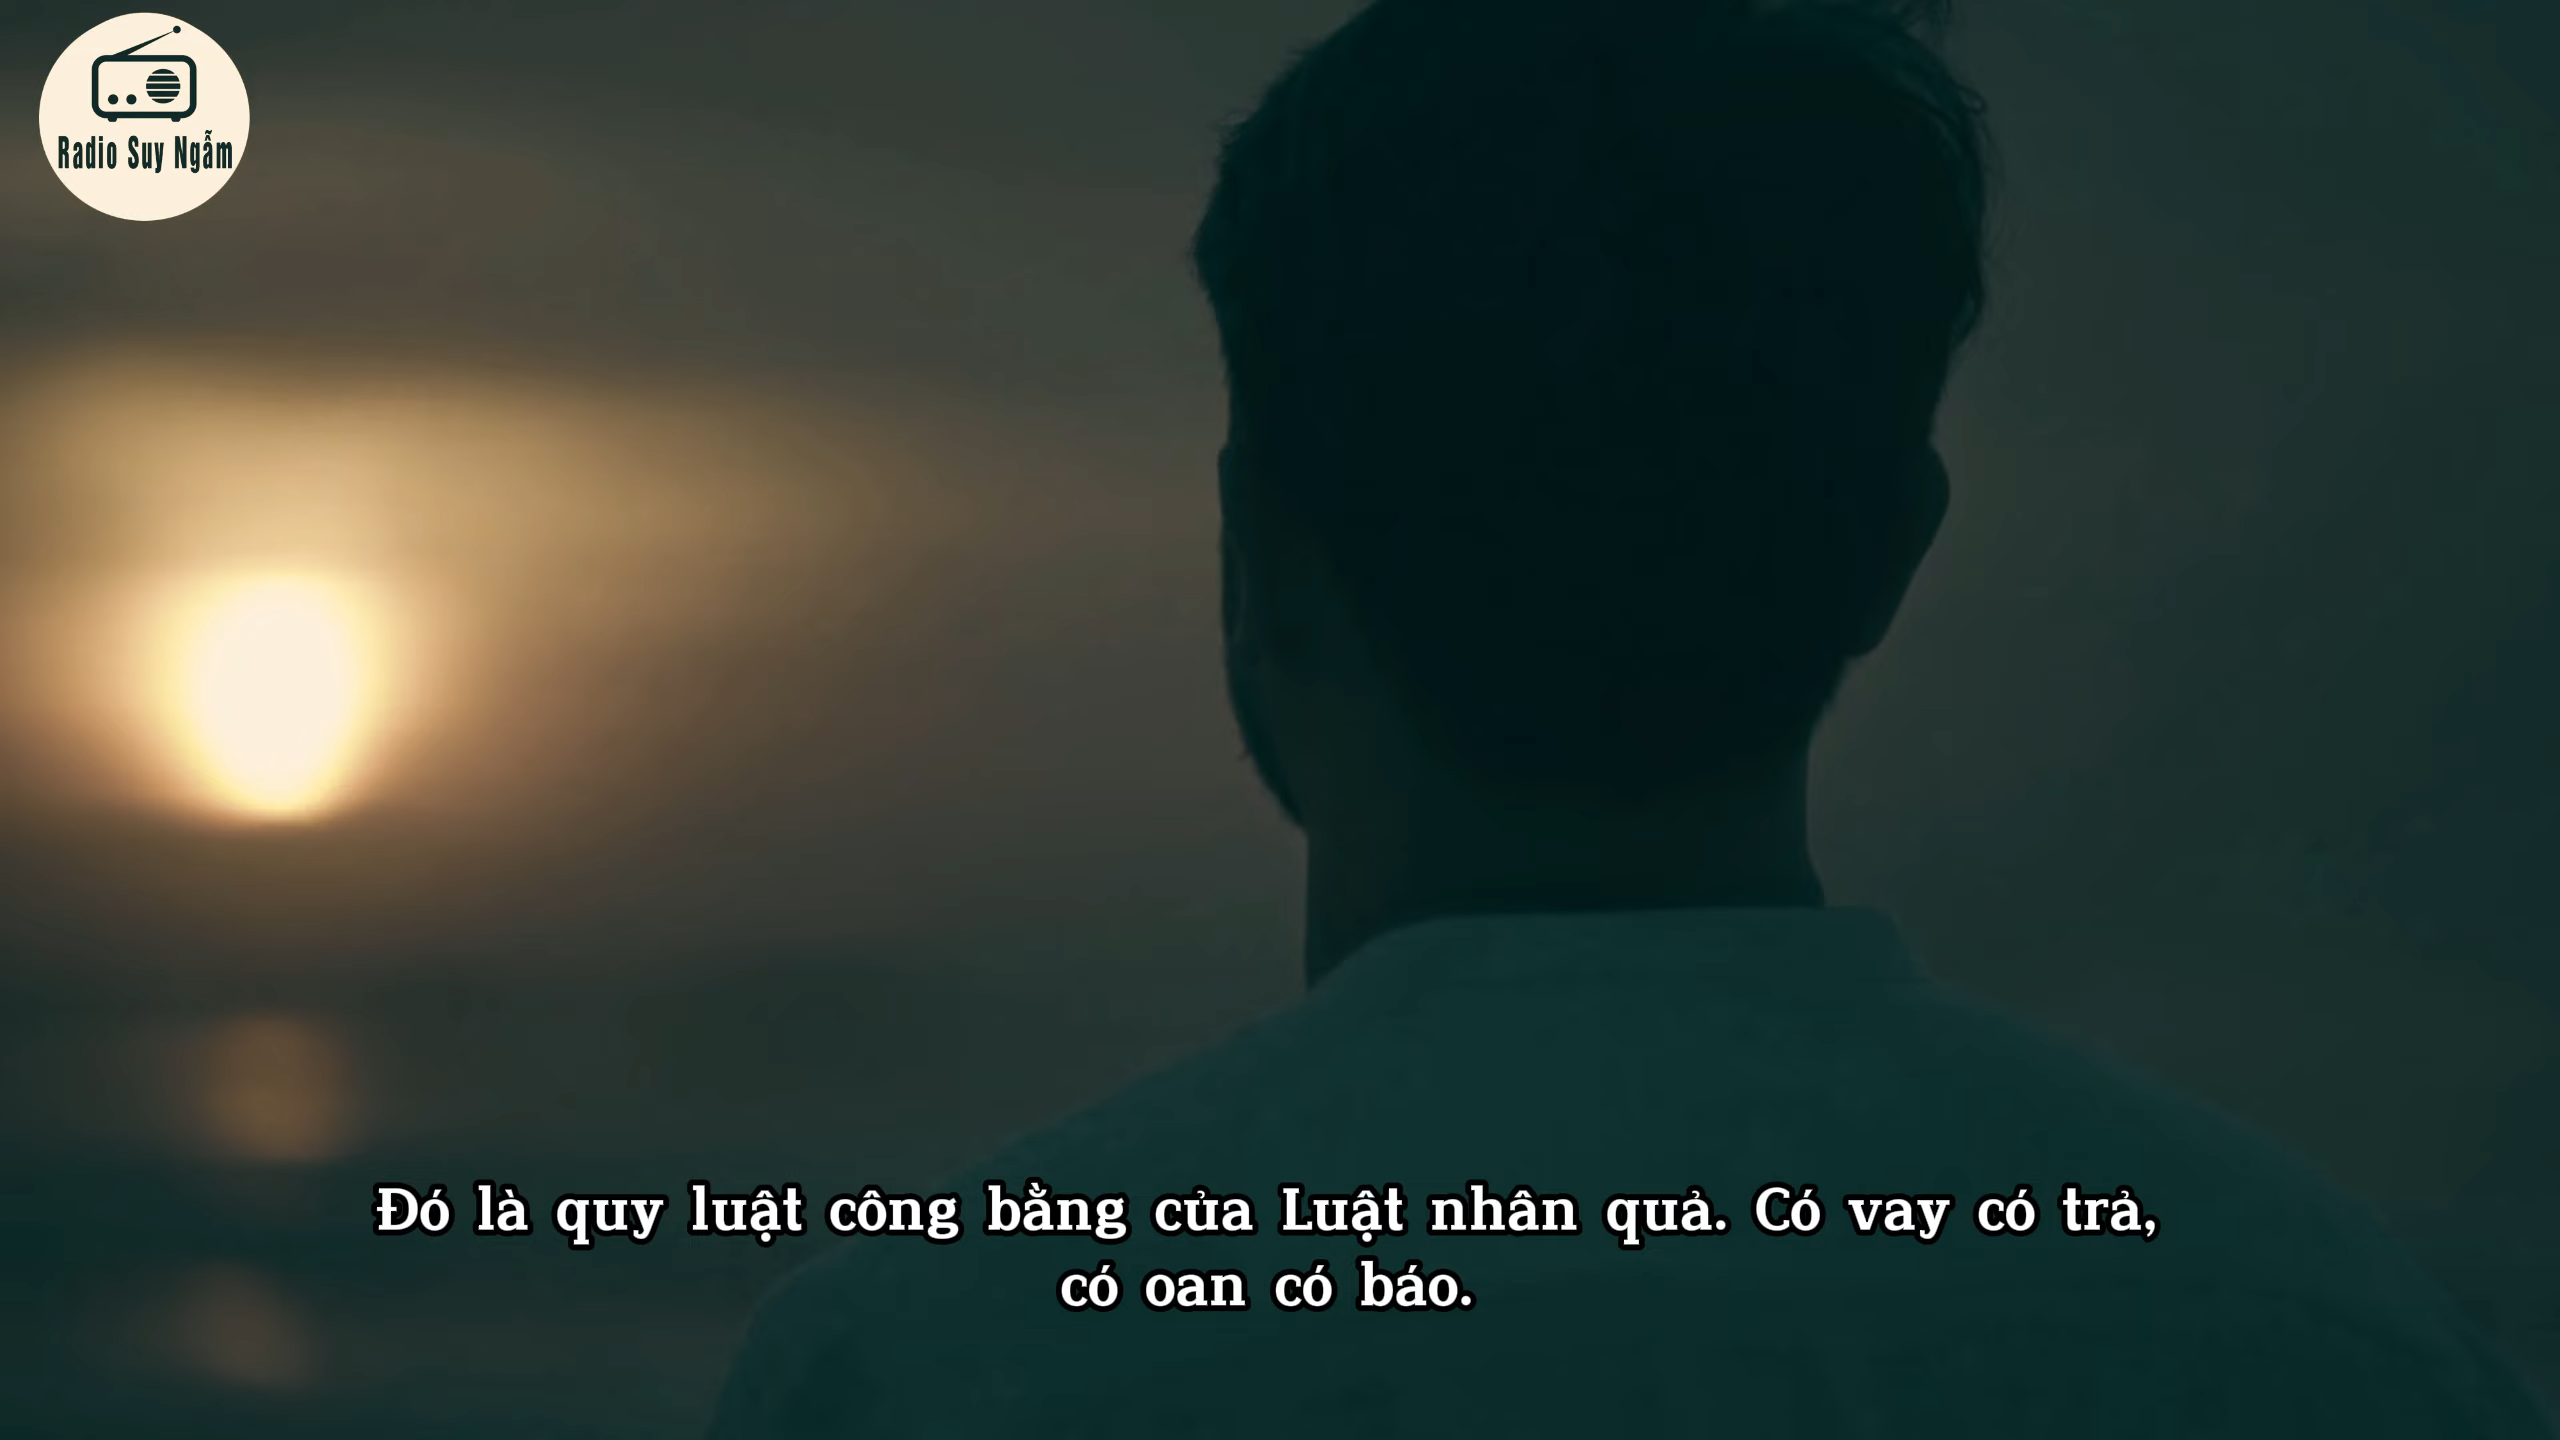 Radio Suy Ngẫm
Đó là quy luật công bằng của Luật nhân quả. Có vay có trả,
có oan có báo.